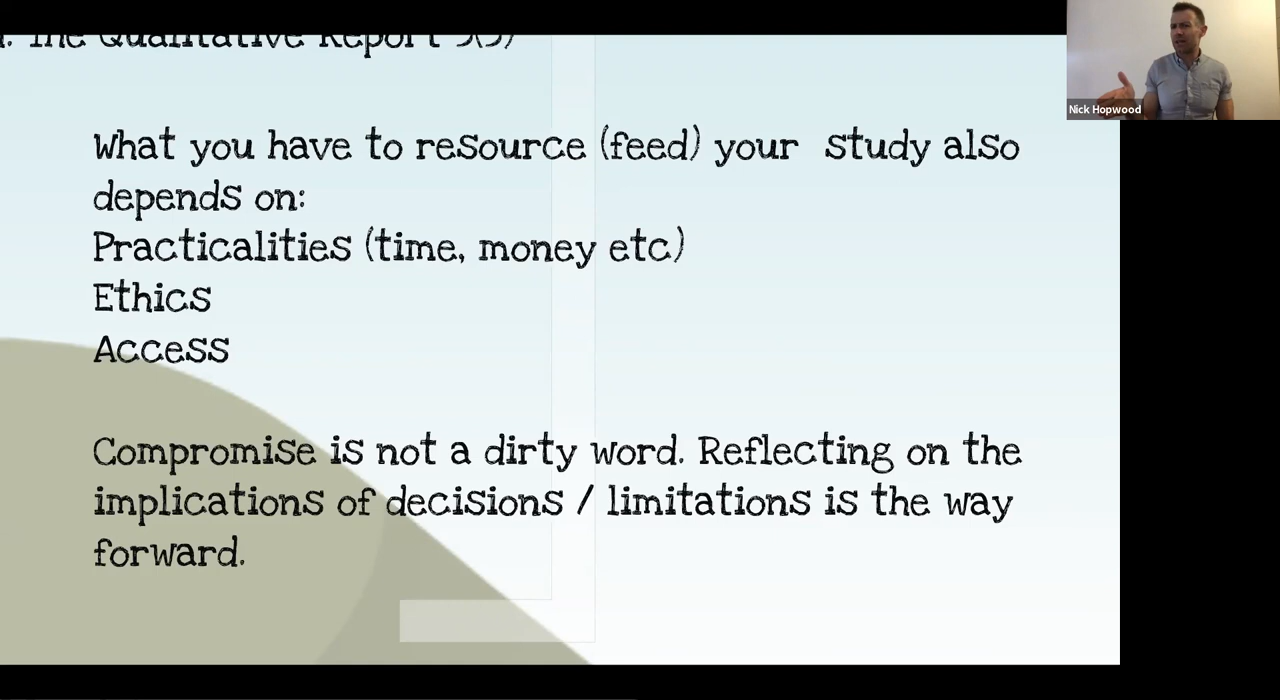 The Qualitative Report
Nick Hopwood
What you have to resource (feed) your study also
depends on:
Practicalities (time, money etc)
Ethics
Access
Compromise is not a dirty word. Reflecting on the
implications of decisions / limitations is the way
forward.